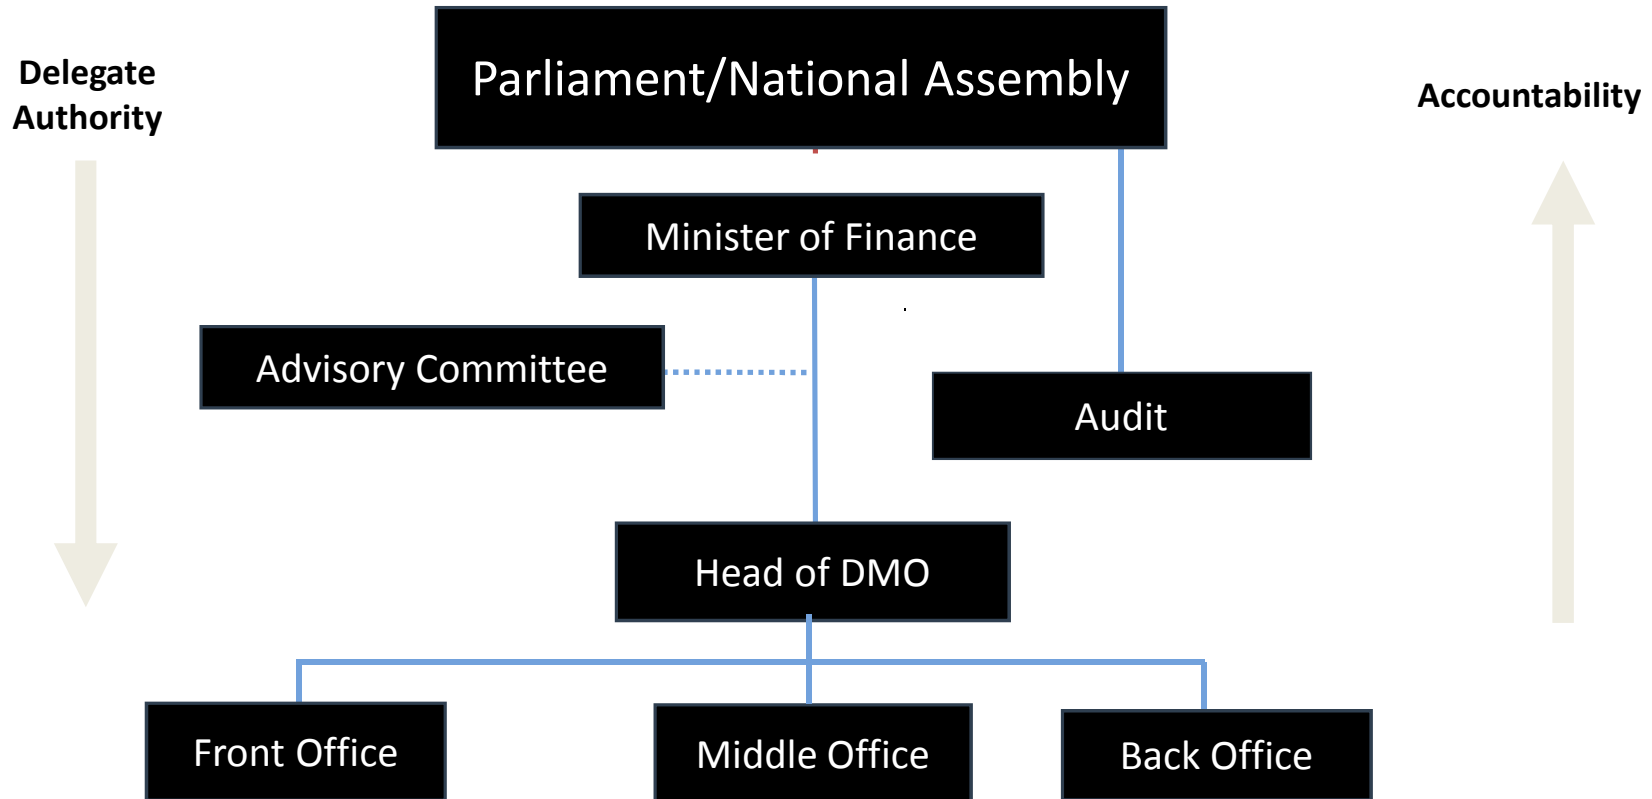 Parliament/National Assembly
Delegate
Authority
Accountability
Minister of Finance
Advisory Committee
Audit
Head of DMO
Front Office
Middle Office
Back Office